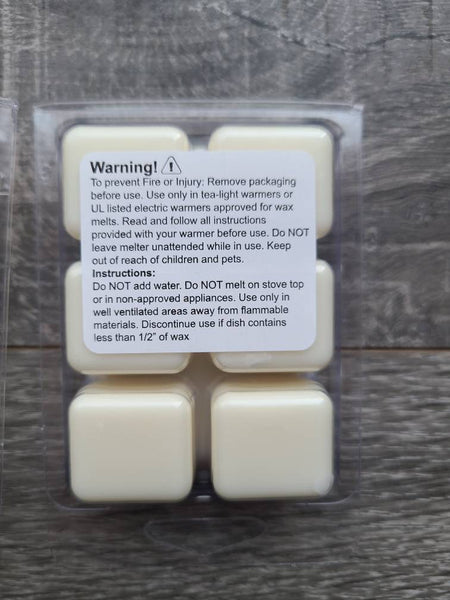 Warning! ⚠
To prevent Fire or Injury: Remove packaging
before use. Use only in tea-light warmers or
UL listed electric warmers approved for wax
melts. Read and follow all instructions
provided with your warmer before use. Do NOT
leave melter unattended while in use. Keep
out of reach of children and pets.
Instructions:
Do NOT add water. Do NOT melt on stove top
or in non-approved appliances. Use only in
well ventilated areas away from flammable
materials. Discontinue use if dish contains
less than 1/2" of wax